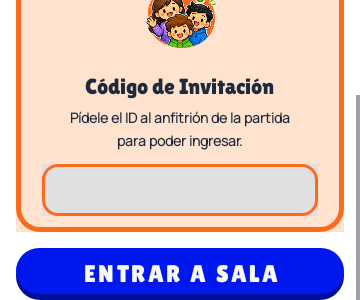 Código de Invitación
Pídele el ID al anfitrión de la partida
para poder ingresar.
ENTRAR A SALA